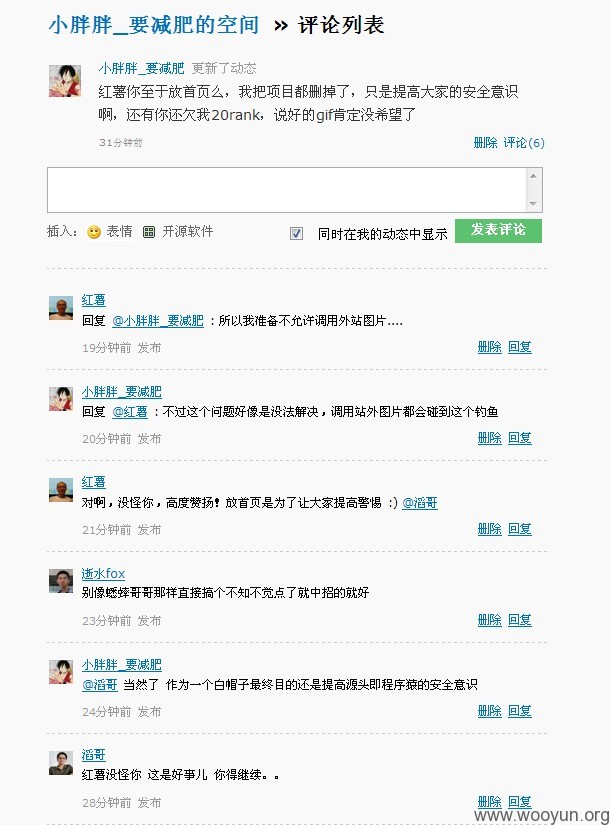 小胖胖_要减肥的空间 » 评论列表
小胖胖_要减肥 更新了动态
红薯你至于放首页么，我把项目都删掉了，只是提高大家的安全意识
啊，还有你还欠我20rank，说好的gif肯定没希望了
31分钟前 删除 评论(6)
插入： 表情 开源软件 同时在我的动态中显示 发表评论
红薯
回复 @小胖胖_要减肥 ：所以我准备不允许调用外站图片....
19分钟前 发布 删除 回复
小胖胖_要减肥
回复 @红薯 ：不过这个问题好像是没法解决，调用站外图片都会碰到这个钓鱼
20分钟前 发布 删除 回复
红薯
对啊，没怪你，高度赞扬！放首页是为了让大家提高警惕 :) @滔哥
21分钟前 发布 删除 回复
逝水fox
别像蟋蟀哥哥那样直接搞个不知不觉点了就中招的就好
23分钟前 发布 删除 回复
小胖胖_要减肥
@滔哥 当然了 作为一个白帽子最终目的还是提高源头即程序猿的安全意识
24分钟前 发布 删除 回复
滔哥
红薯没怪你 这是好事儿 你得继续。。
28分钟前 发布 删除 回复
www.wooyun.org